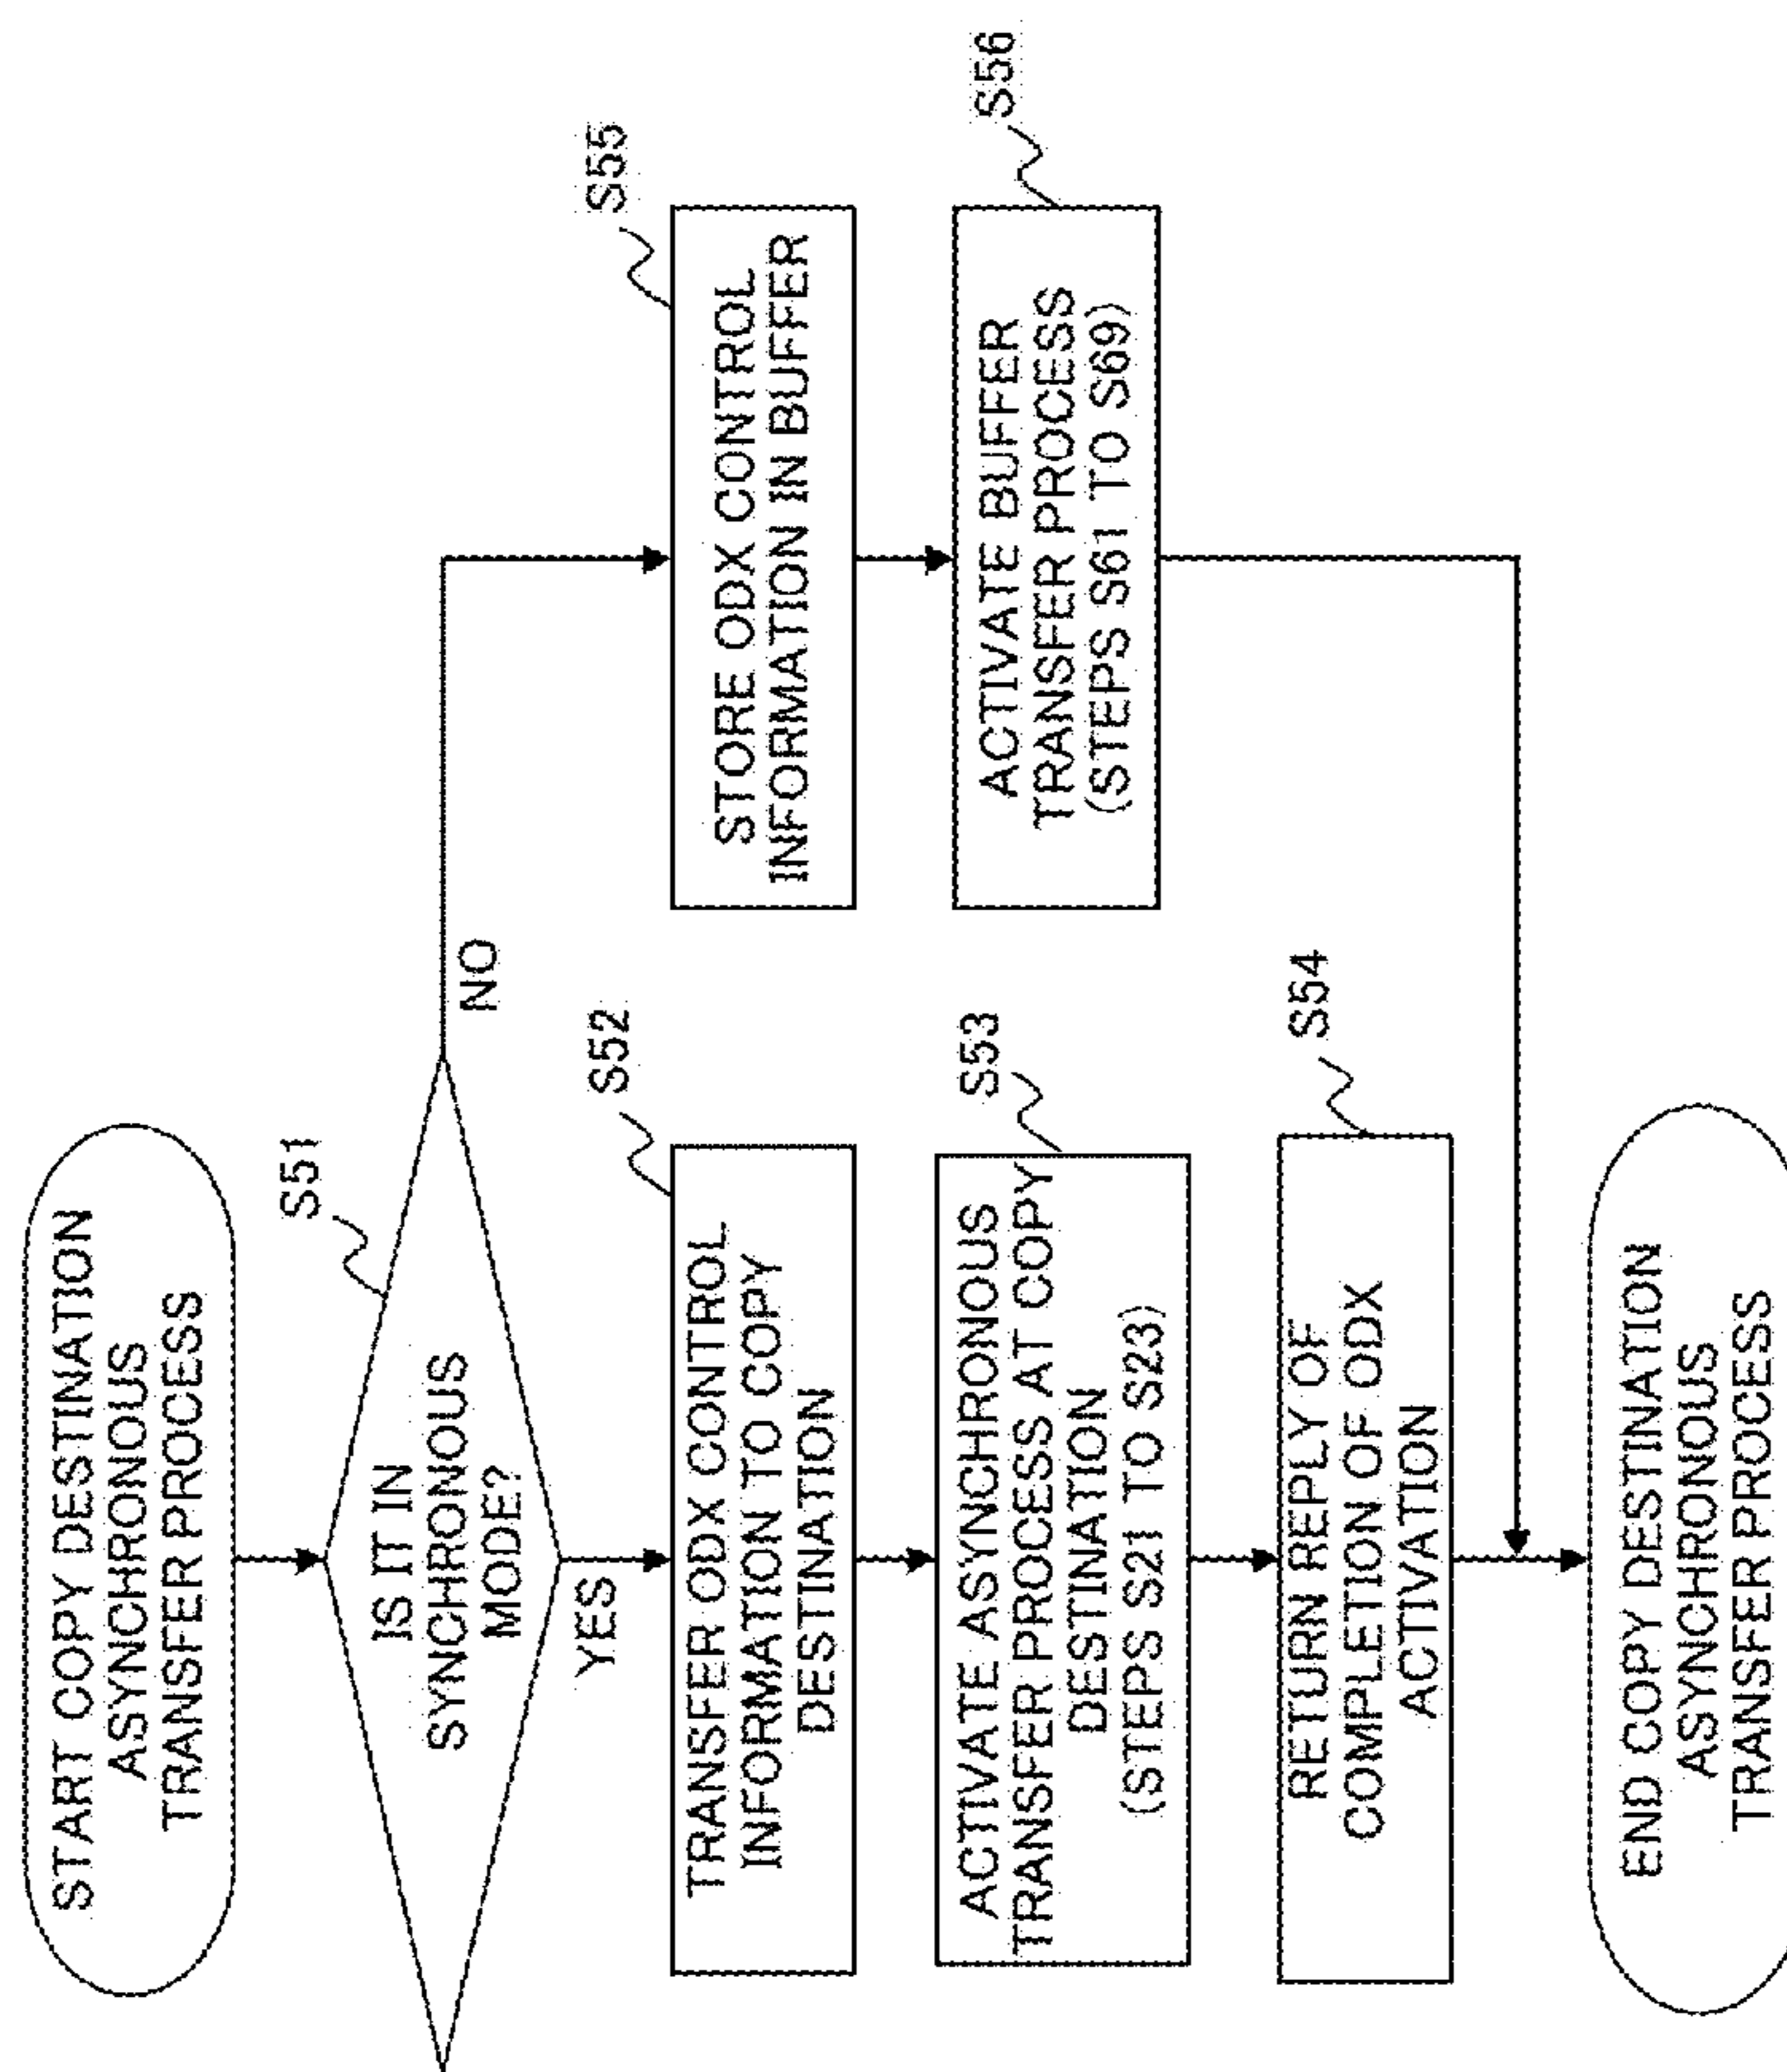 START COPY DESTINATION
ASYNCHRONOUS
TRANSFER PROCESS
S51
IS IT IN
SYNCHRONOUS
MODE?
NO
YES
S52
TRANSFER ODX CONTROL
INFORMATION TO COPY
DESTINATION
S53
ACTIVATE ASYNCHRONOUS
TRANSFER PROCESS AT COPY
DESTINATION
(STEPS S21 TO S23)
S54
RETURN REPLY OF
COMPLETION OF ODX
ACTIVATION
S55
STORE ODX CONTROL
INFORMATION IN BUFFER
S56
ACTIVATE BUFFER
TRANSFER PROCESS
(STEPS S61 TO S69)
END COPY DESTINATION
ASYNCHRONOUS
TRANSFER PROCESS